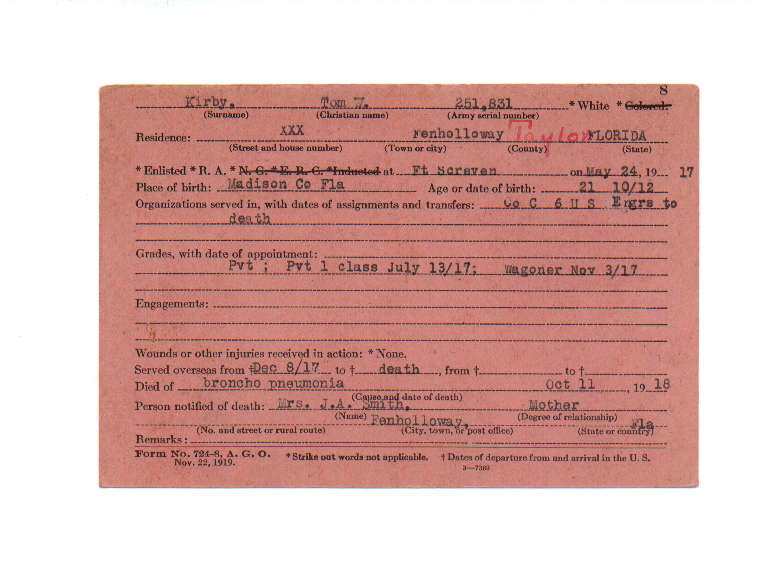 8
Kirby, Tom W. 251,831 * White * Colored.
(Surname) (Christian name) (Army serial number)
Residence: XXX Fenholloway Taylor FLORIDA
(Street and house number) (Town or city) (County) (State)
* Enlisted * R. A. * N. G. * E. R. C. * Inducted at Ft Screven on May 24, 19 17
Place of birth: Madison Co Fla Age or date of birth: 21 10/12
Organizations served in, with dates of assignments and transfers: Co C 6 U S Engrs to
death
Grades, with date of appointment:
Pvt ; Pvt 1 class July 13/17; Wagoner Nov 3/17
Engagements:
Wounds or other injuries received in action: * None.
Served overseas from † Dec 8/17 to † death, from † to †
Died of broncho pneumonia Oct 11, 19 18
(Cause and date of death)
Person notified of death: Mrs. J.A. Smith, Mother
(Name) (Degree of relationship)
Fenholloway, Fla
(No. and street or rural route) (City, town, or post office) (State or country)
Remarks:
Form No. 724-8, A. G. O. * Strike out words not applicable. † Dates of departure from and arrival in the U. S.
Nov. 22, 1919. 3—7389